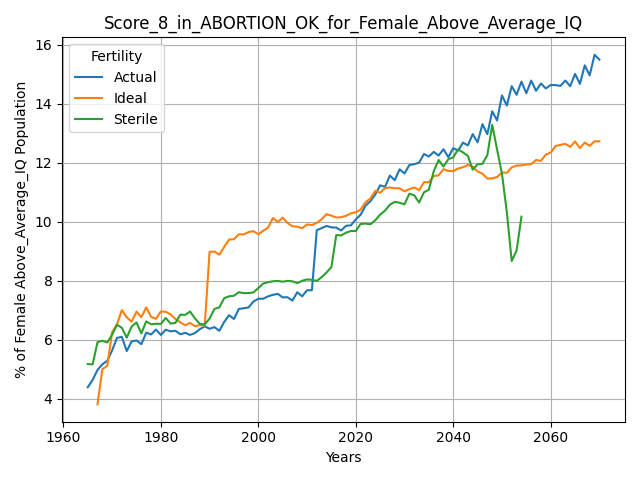 Score_8_in_ABORTION_OK_for_Female_Above_Average_IQ
% of Female Above_Average_IQ Population
16
14
12
10
8
6
4
Fertility
Actual
Ideal
Sterile
1960 1980 2000 2020 2040 2060
Years